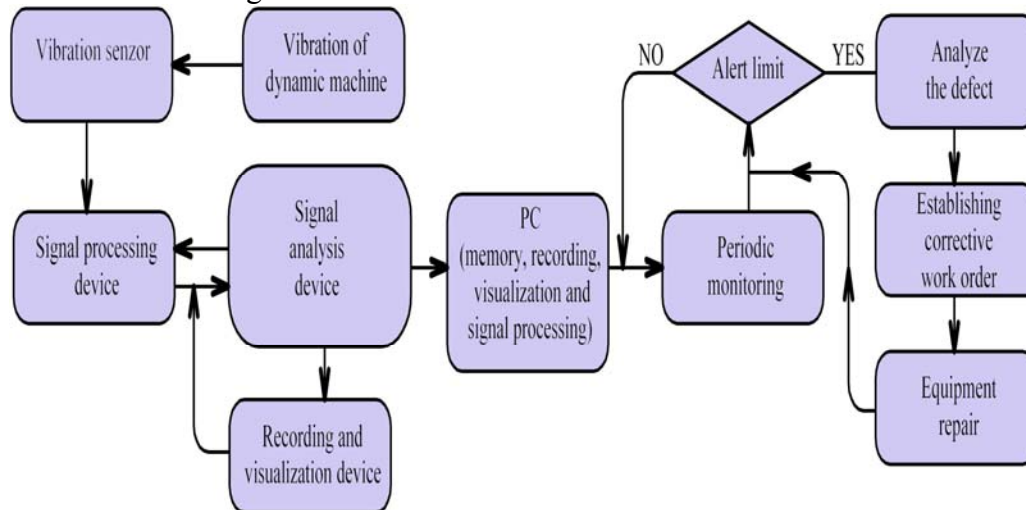 Vibration senzor
Vibration of
dynamic machine
Signal processing
device
Signal
analysis
device
Recording and
visualization device
PC
(memory, recording,
visualization and
signal processing)
NO
Alert limit
YES
Periodic
monitoring
Analyze
the defect
Establishing
corrective
work order
Equipment
repair